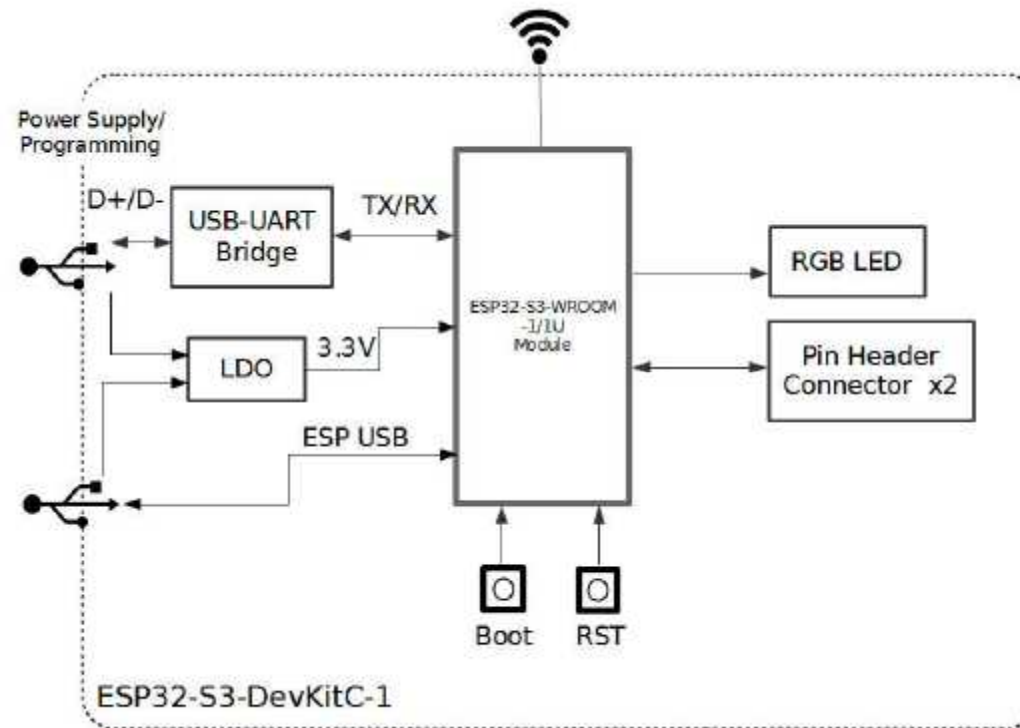 Power Supply/
Programming
D+/D-
USB-UART
Bridge
TX/RX
ESP32-S3-WROOM
-1/1U
Module
RGB LED
Pin Header
Connector x2
LDO
3.3V
ESP USB
Boot
RST
ESP32-S3-DevKitC-1